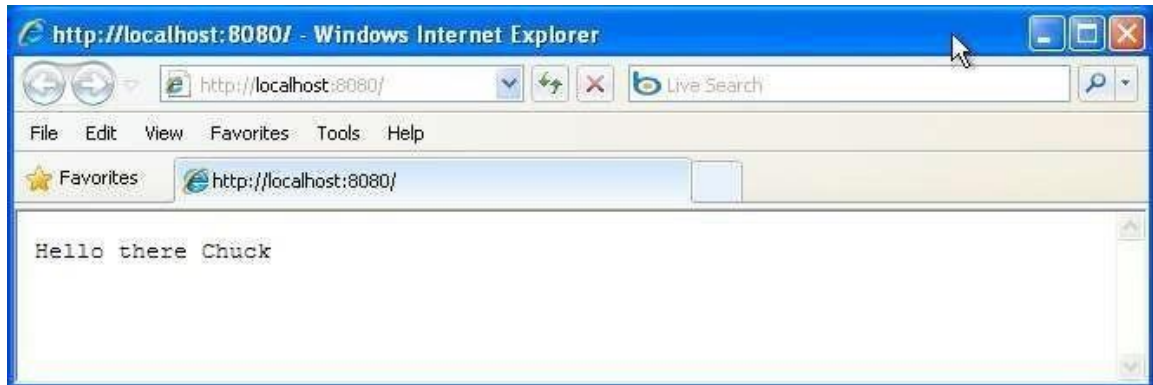 http://localhost:8080/ - Windows Internet Explorer
http://localhost:8080/ Live Search
File Edit View Favorites Tools Help
Favorites http://localhost:8080/
Hello there Chuck